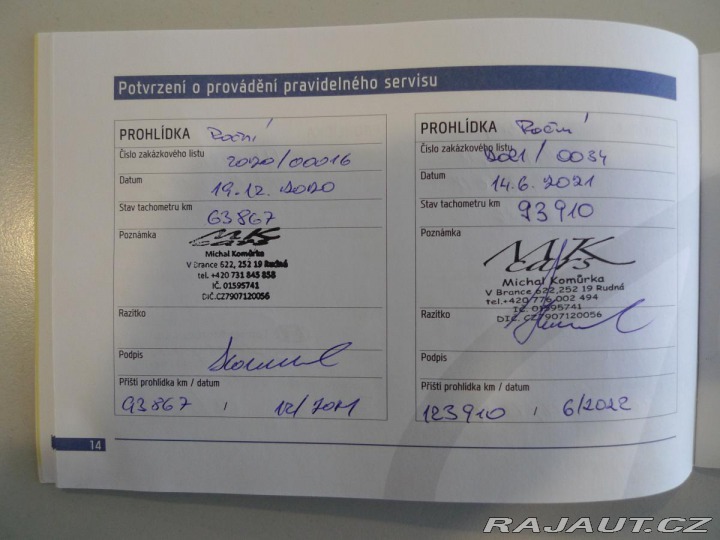 Potvrzení o provádění pravidelného servisu
PROHLÍDKA Roční
Číslo zakázkového listu
2020/00016
Datum
19.12.2020
Stav tachometru km
63867
Poznámka
MK
cars
Michal Komůrka
V Brance 622, 252 19 Rudná
tel. +420 731 845 858
IČ. 01595741
DIČ.CZ7907120056
Razítko
Podpis
Příští prohlídka km / datum
93867 / 12/2021
PROHLÍDKA Roční
Číslo zakázkového listu
2021/0034
Datum
14.6.2021
Stav tachometru km
93910
Poznámka
MK
cars
Michal Komůrka
V Brance 622,252 19 Rudná
tel.+420 776 002 494
IČ. 01595741
DIČ.CZ7907120056
Razítko
Podpis
Příští prohlídka km / datum
123910 / 6/2022
14
RAJAUT.CZ